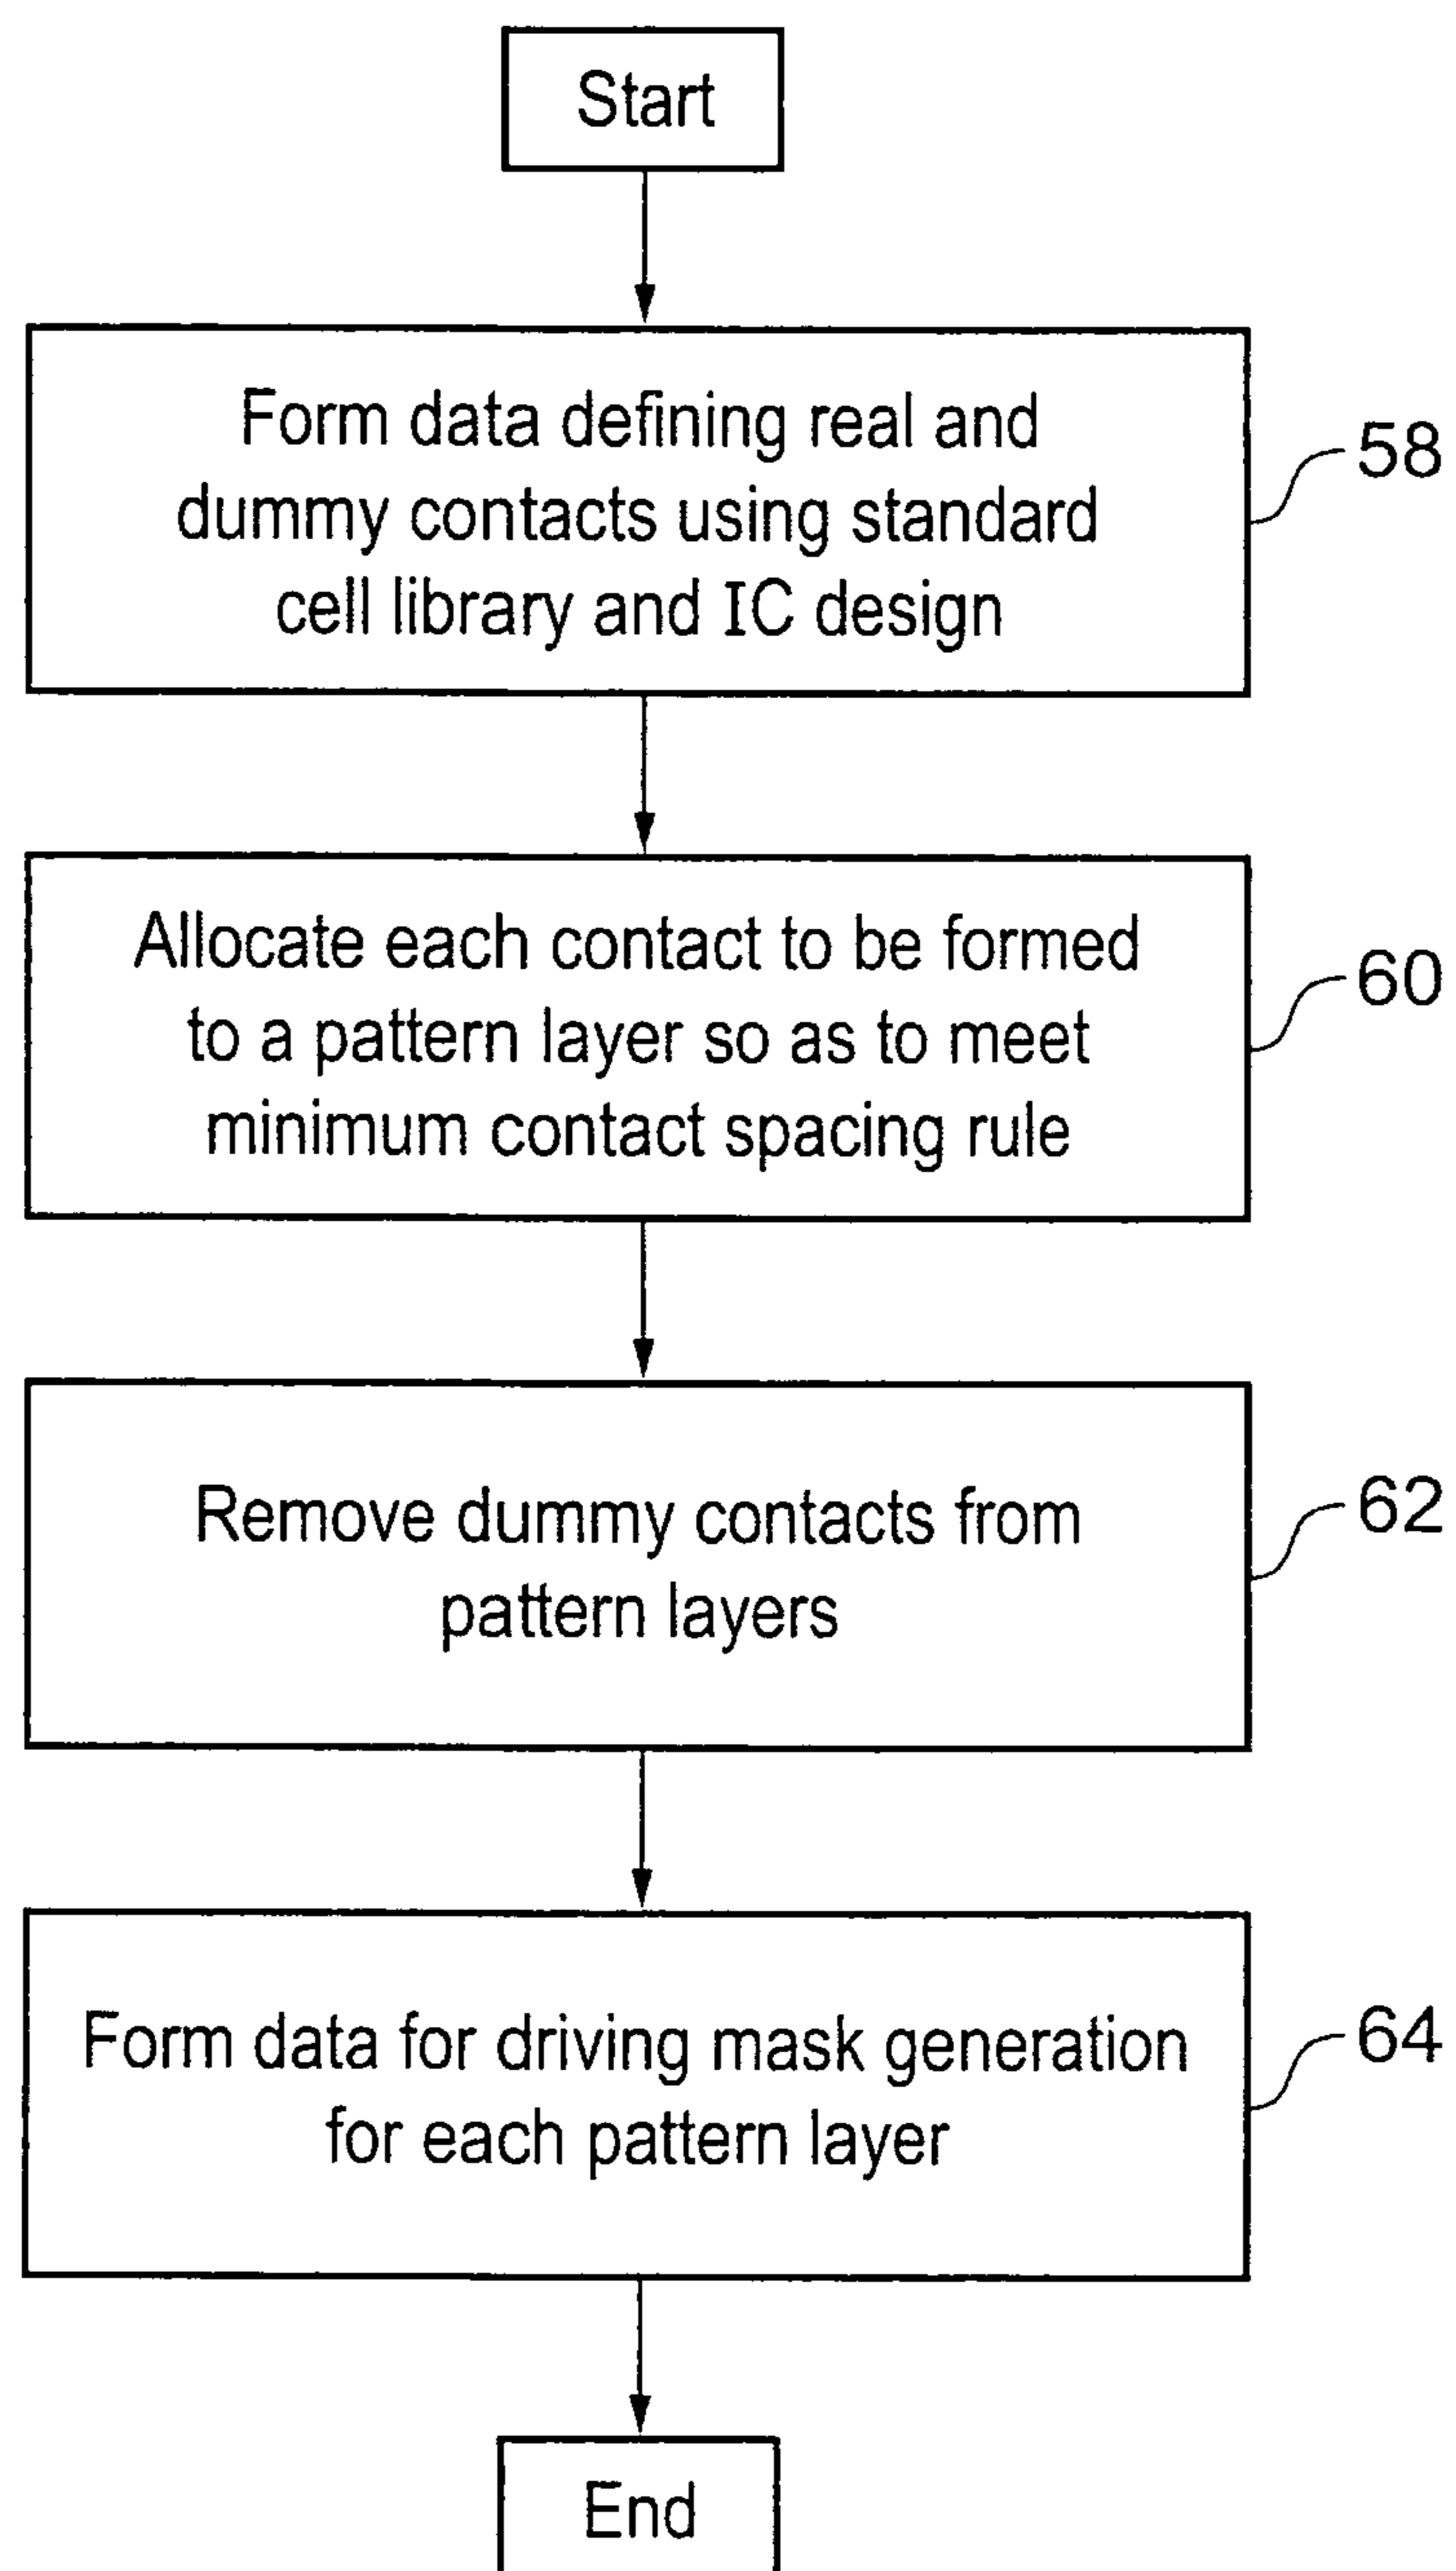 Start
Form data defining real and
dummy contacts using standard
cell library and IC design
58
Allocate each contact to be formed
to a pattern layer so as to meet
minimum contact spacing rule
60
Remove dummy contacts from
pattern layers
62
Form data for driving mask generation
for each pattern layer
64
End